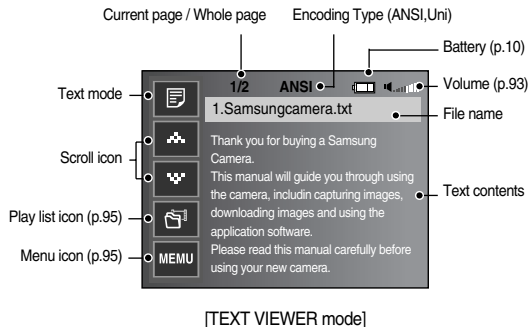 Current page / Whole page
Encoding Type (ANSI,Uni)
Battery (p.10)
Volume (p.93)
File name
Text contents
Text mode
Scroll icon
Play list icon (p.95)
Menu icon (p.95)
1/2 ANSI
1.Samsungcamera.txt
Thank you for buying a Samsung
Camera.
This manual will guide you through using
the camera, includin capturing images,
downloading images and using the
application software.
Please read this manual carefully before
using your new camera.
MEMU
[TEXT VIEWER mode]